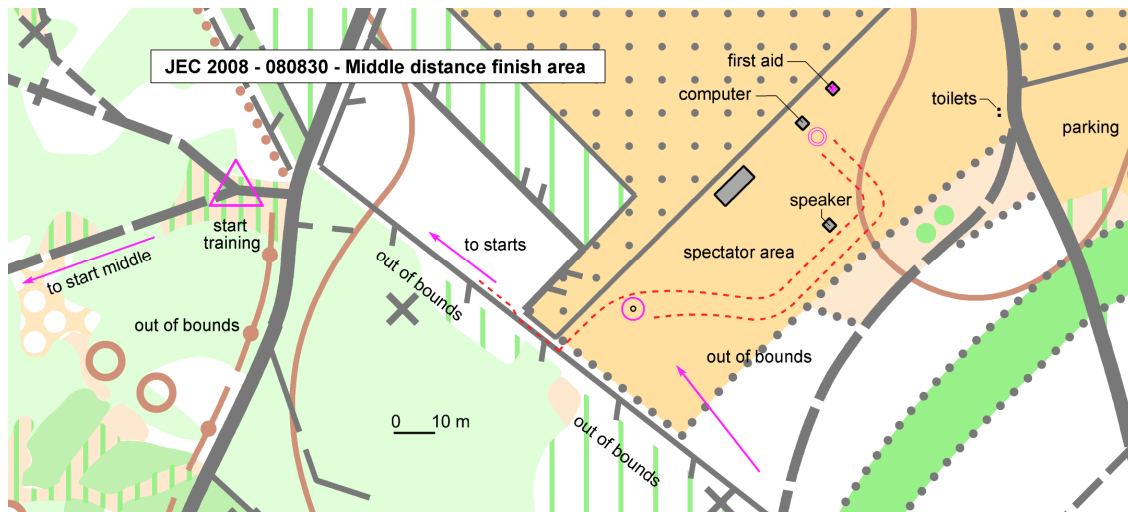 JEC 2008 - 080830 - Middle distance finish area
first aid
computer
toilets
parking
start
training
speaker
to starts
spectator area
to start middle
out of bounds
out of bounds
out of bounds
0 10 m
out of bounds